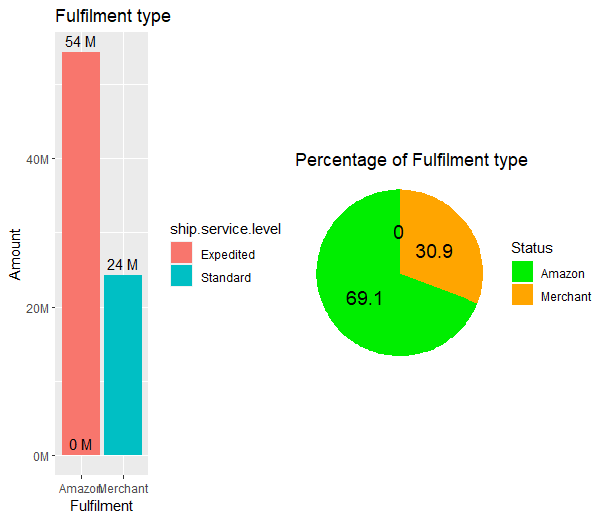 Fulfilment type
54 M
24 M
0 M
40M
20M
0M
Amount
Amazon
Merchant
Fulfilment
ship.service.level
Expedited
Standard
Percentage of Fulfilment type
0
30.9
69.1
Status
Amazon
Merchant